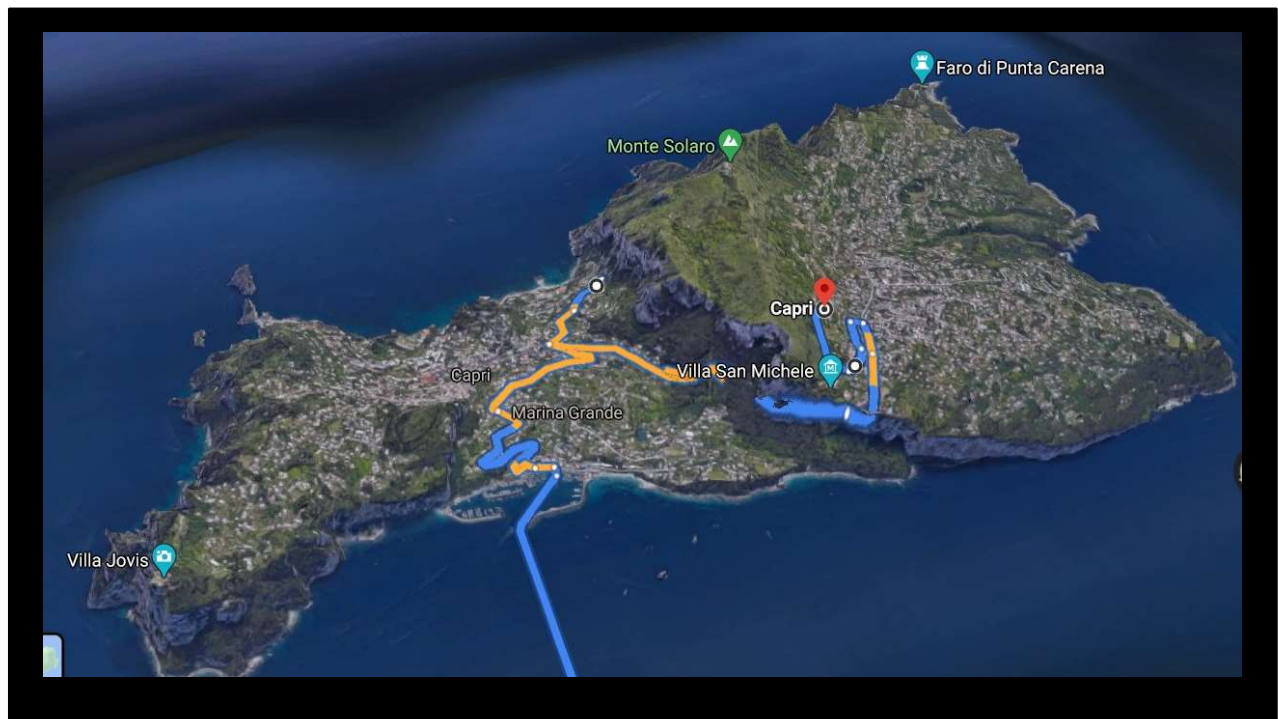 Faro di Punta Carena
Monte Solaro
Capri
Villa San Michele
Capri
Marina Grande
Villa Jovis